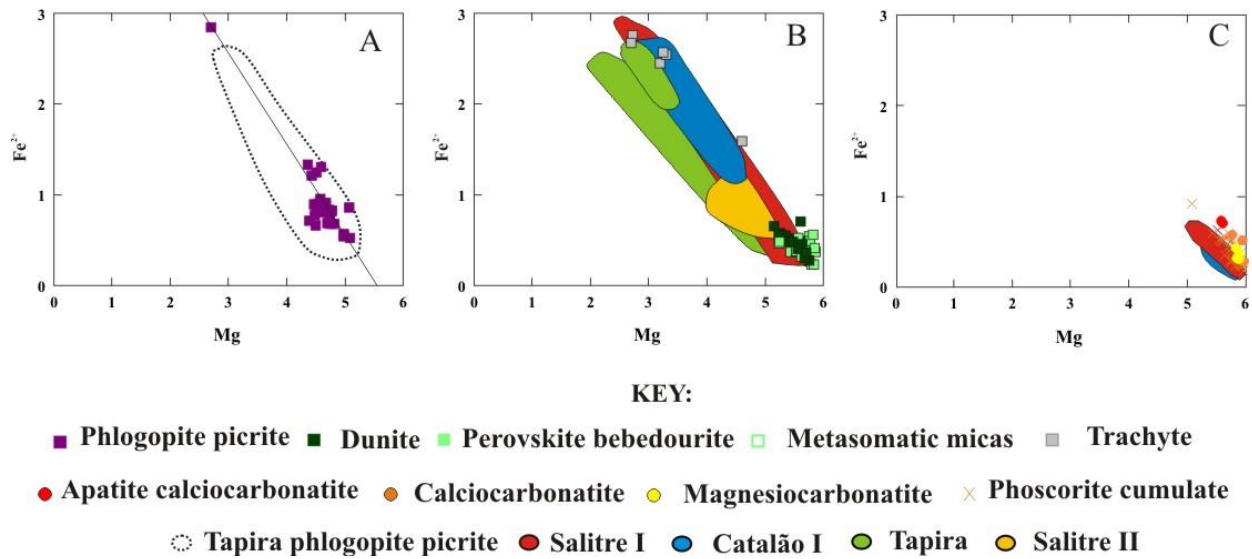 A
B
C
3
2
1
0
Fe²⁺
0 1 2 3 4 5 6
Mg
3
2
1
0
Fe²⁺
0 1 2 3 4 5 6
Mg
3
2
1
0
Fe²⁺
0 1 2 3 4 5 6
Mg
KEY:
Phlogopite picrite Dunite Perovskite bebedourite Metasomatic micas Trachyte
Apatite calciocarbonatite Calciocarbonatite Magnesiocarbonatite Phoscorite cumulate
Tapira phlogopite picrite Salitre I Catalão I Tapira Salitre II